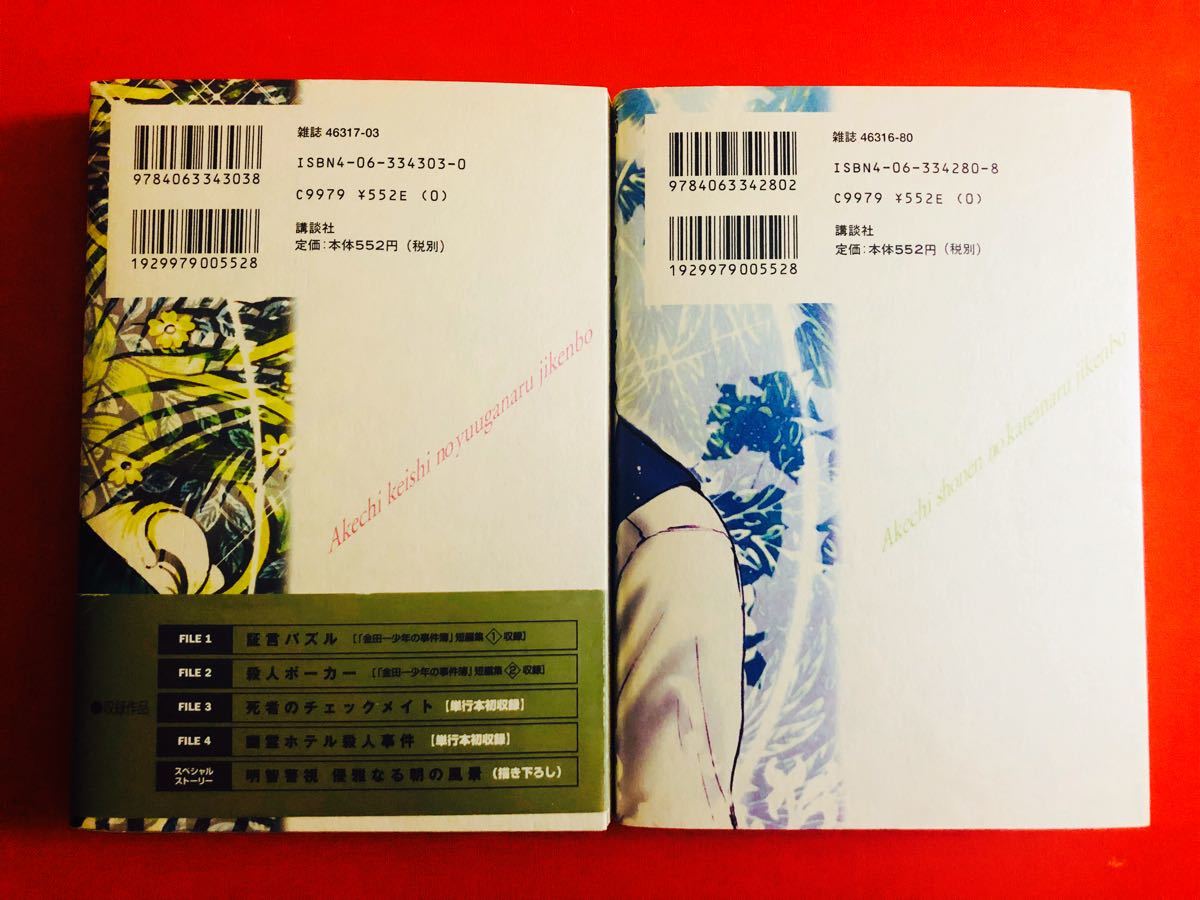 雑誌 46317-03
ISBN4-06-334303-0
9784063343038
C9979 ¥552E (0)
1929979005528
講談社
定価:本体552円(税別)
Akechi keishi no yuuganaru jikenbo
●収録作品
FILE 1 証言パズル [「金田一少年の事件簿」短編集①収録]
FILE 2 殺人ポーカー [「金田一少年の事件簿」短編集②収録]
FILE 3 死者のチェックメイト [単行本初収録]
FILE 4 幽霊ホテル殺人事件 [単行本初収録]
スペシャル
ストーリー 明智警視 優雅なる朝の風景 (描き下ろし)
雑誌 46316-80
ISBN4-06-334280-8
9784063342802
C9979 ¥552E (0)
1929979005528
講談社
定価:本体552円(税別)
Akechi shonen no kareinaru jikenbo